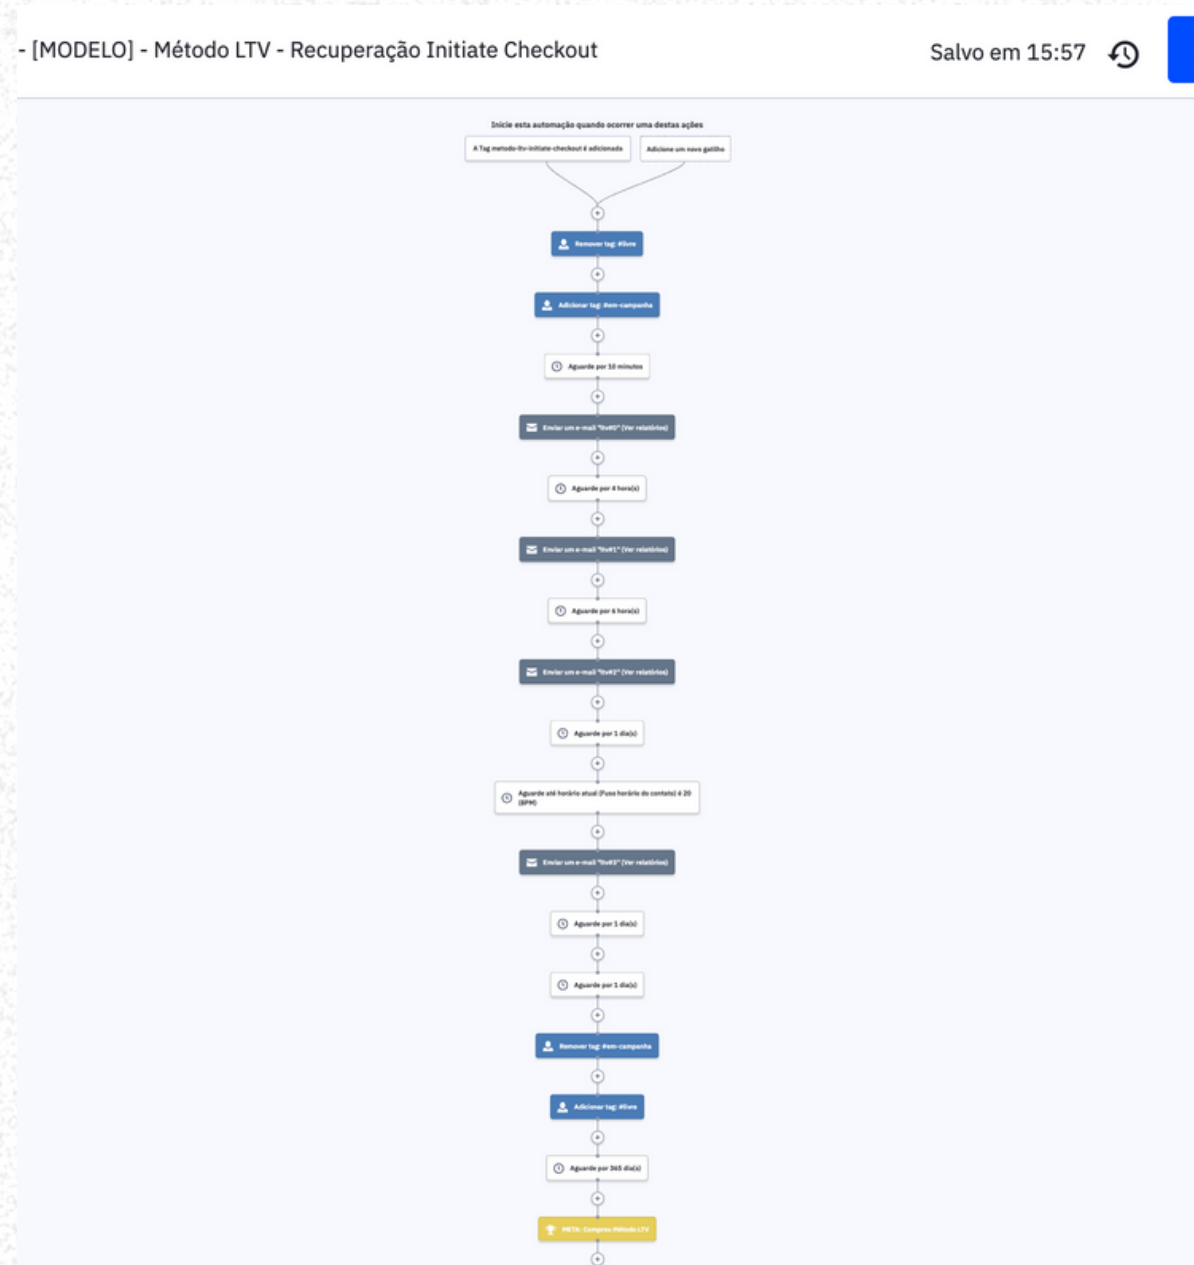 - [MODELO] - Método LTV - Recuperação Initiate Checkout
Salvo em 15:57
Inicie esta automação quando ocorrer uma destas ações
A Tag metodo-ltv-initiate-checkout é adicionada
Adicione um novo gatilho
Remover tag: #livre
Adicionar tag: #em-campanha
Aguarde por 10 minutos
Enviar um e-mail "ltv#0" (Ver relatórios)
Aguarde por 4 hora(s)
Enviar um e-mail "ltv#1" (Ver relatórios)
Aguarde por 6 hora(s)
Enviar um e-mail "ltv#2" (Ver relatórios)
Aguarde por 1 dia(s)
Aguarde até horário atual (Fuso horário do contato) é 20
(8PM)
Enviar um e-mail "ltv#3" (Ver relatórios)
Aguarde por 1 dia(s)
Aguarde por 1 dia(s)
Remover tag: #em-campanha
Adicionar tag: #livre
Aguarde por 365 dia(s)
META: Comprou Método LTV